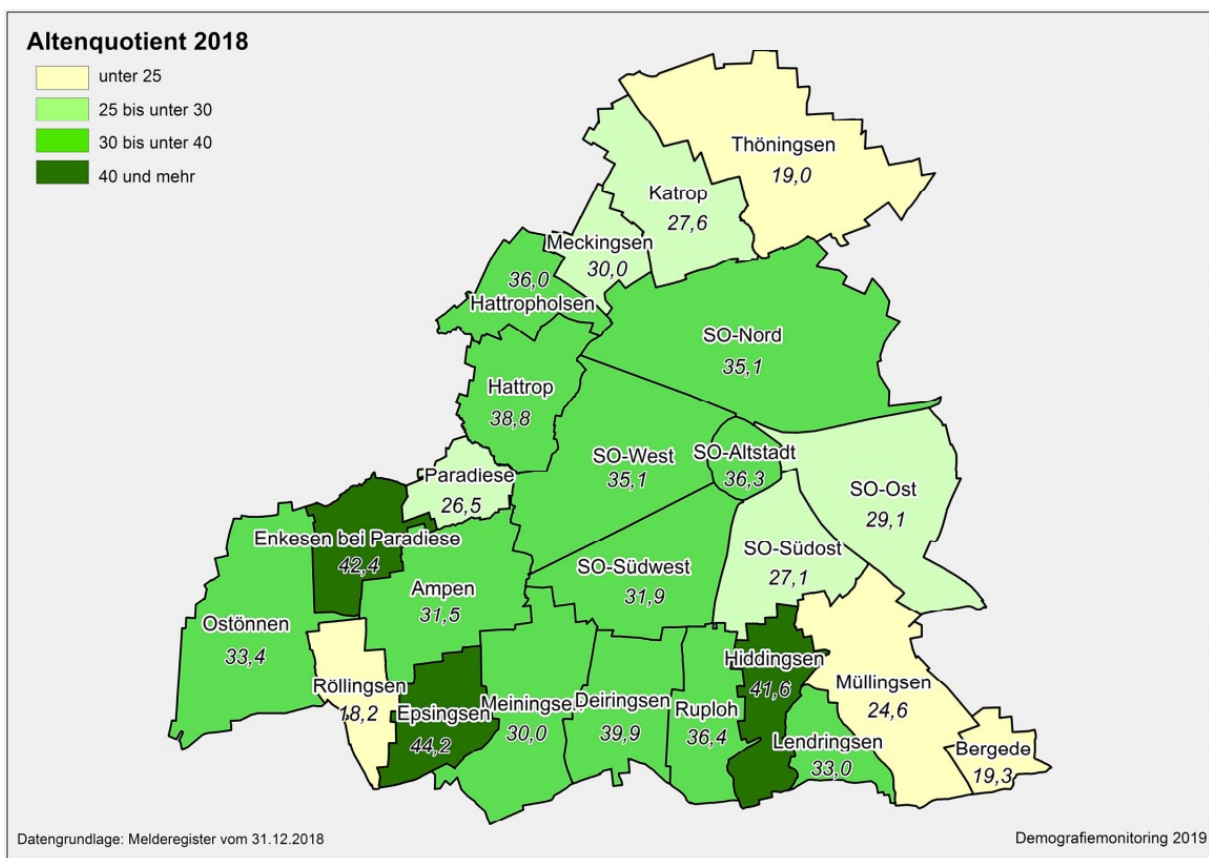 Altenquotient 2018
unter 25
25 bis unter 30
30 bis unter 40
40 und mehr
Thöningsen
19,0
Katrop
27,6
Meckingsen
30,0
36,0
Hattropholsen
SO-Nord
35,1
Hattrop
38,8
SO-West
35,1
SO-Altstadt
36,3
Paradiese
26,5
SO-Ost
29,1
Enkesen bei Paradiese
42,4
SO-Südost
27,1
SO-Südwest
31,9
Ampen
31,5
Ostönnen
33,4
Röllingsen
18,2
Epsingsen
44,2
Meiningsen
30,0
Deiringsen
39,9
Ruploh
36,4
Hiddingsen
41,6
Müllingsen
24,6
Lendringsen
33,0
Bergede
19,3
Datengrundlage: Melderegister vom 31.12.2018
Demografiemonitoring 2019